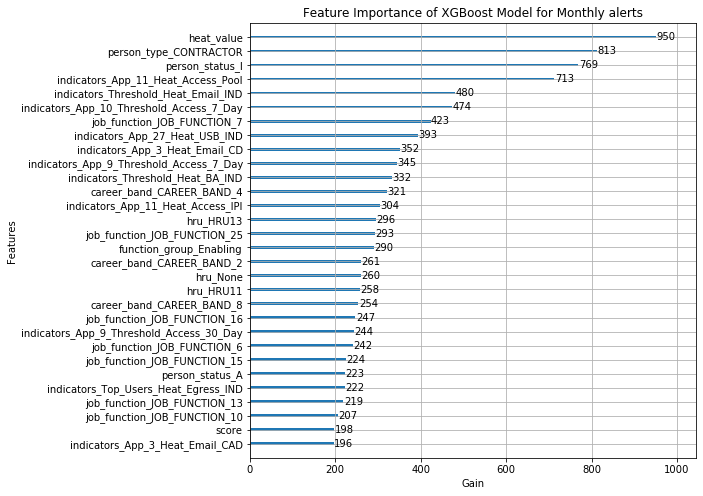 Feature Importance of XGBoost Model for Monthly alerts
heat_value 950
person_type_CONTRACTOR 813
person_status_I 769
indicators_App_11_Heat_Access_Pool 713
indicators_Threshold_Heat_Email_IND 480
indicators_App_10_Threshold_Access_7_Day 474
job_function_JOB_FUNCTION_7 423
indicators_App_27_Heat_USB_IND 393
indicators_App_3_Heat_Email_CD 352
indicators_App_9_Threshold_Access_7_Day 345
indicators_Threshold_Heat_BA_IND 332
career_band_CAREER_BAND_4 321
indicators_App_11_Heat_Access_IPI 304
hru_HRU13 296
job_function_JOB_FUNCTION_25 293
function_group_Enabling 290
career_band_CAREER_BAND_2 261
hru_None 260
hru_HRU11 258
career_band_CAREER_BAND_8 254
job_function_JOB_FUNCTION_16 247
indicators_App_9_Threshold_Access_30_Day 244
job_function_JOB_FUNCTION_6 242
job_function_JOB_FUNCTION_15 224
person_status_A 223
indicators_Top_Users_Heat_Egress_IND 222
job_function_JOB_FUNCTION_13 219
job_function_JOB_FUNCTION_10 207
score 198
indicators_App_3_Heat_Email_CAD 196
Features
0 200 400 600 800 1000
Gain